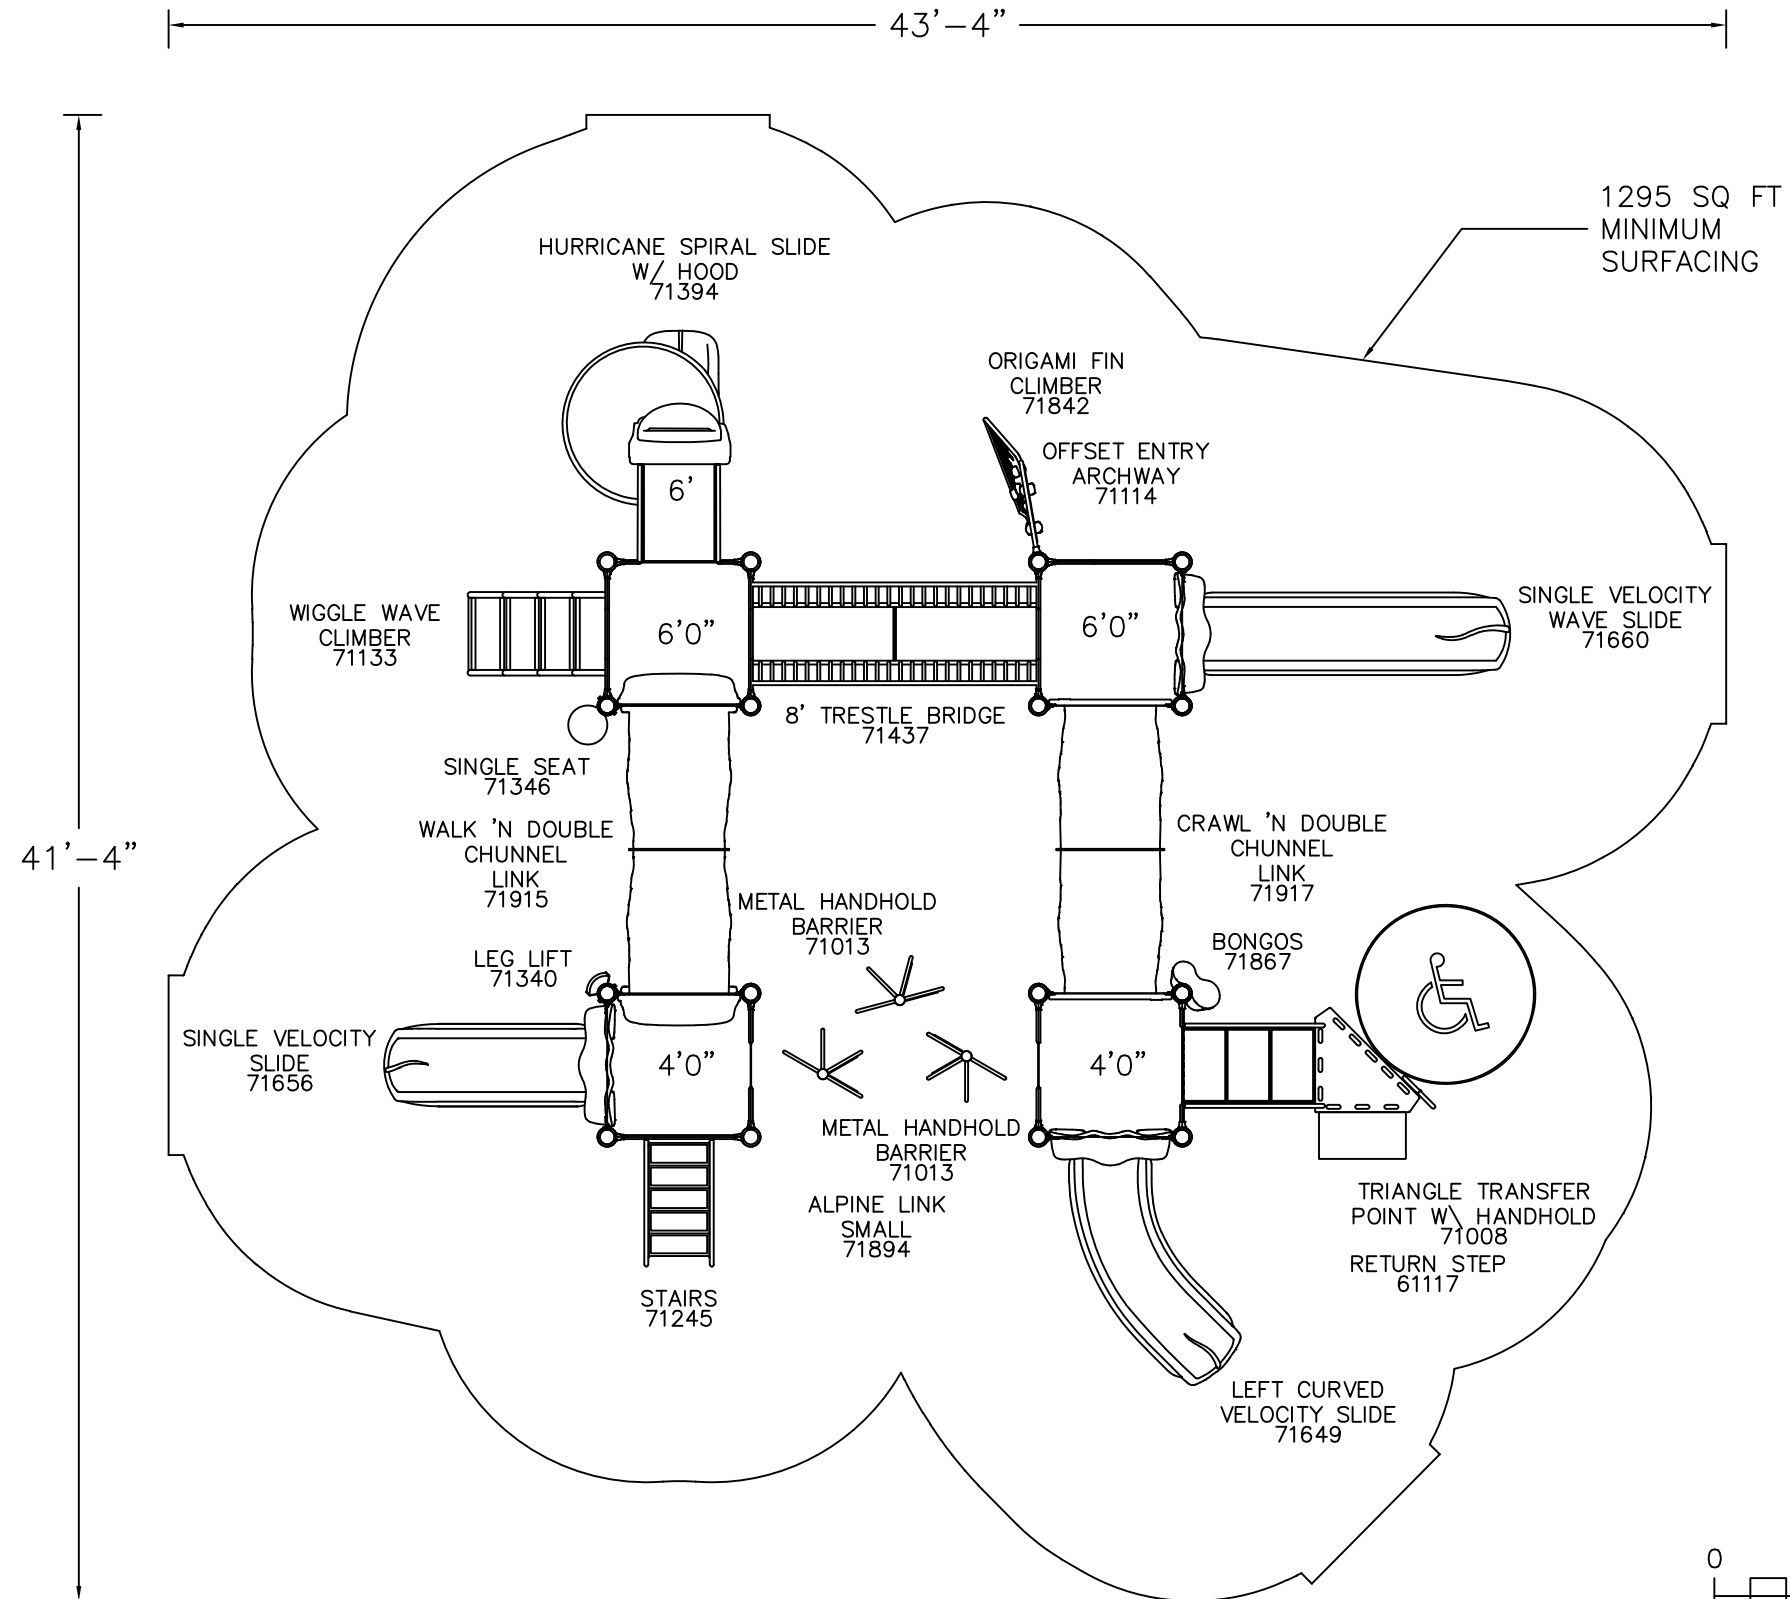 43'-4"
1295 SQ FT
MINIMUM
SURFACING
HURRICANE SPIRAL SLIDE
W/ HOOD
71394
ORIGAMI FIN
CLIMBER
71842
OFFSET ENTRY
ARCHWAY
71114
6'
WIGGLE WAVE
CLIMBER
71133
6'0"
6'0"
SINGLE VELOCITY
WAVE SLIDE
71660
8' TRESTLE BRIDGE
71437
SINGLE SEAT
71346
WALK 'N DOUBLE
CHUNNEL
LINK
71915
CRAWL 'N DOUBLE
CHUNNEL
LINK
71917
41'-4"
METAL HANDHOLD
BARRIER
71013
LEG LIFT
71340
BONGOS
71867
SINGLE VELOCITY
SLIDE
71656
4'0"
4'0"
METAL HANDHOLD
BARRIER
71013
ALPINE LINK
SMALL
71894
TRIANGLE TRANSFER
POINT W\ HANDHOLD
71008
RETURN STEP
61117
STAIRS
71245
LEFT CURVED
VELOCITY SLIDE
71649
0